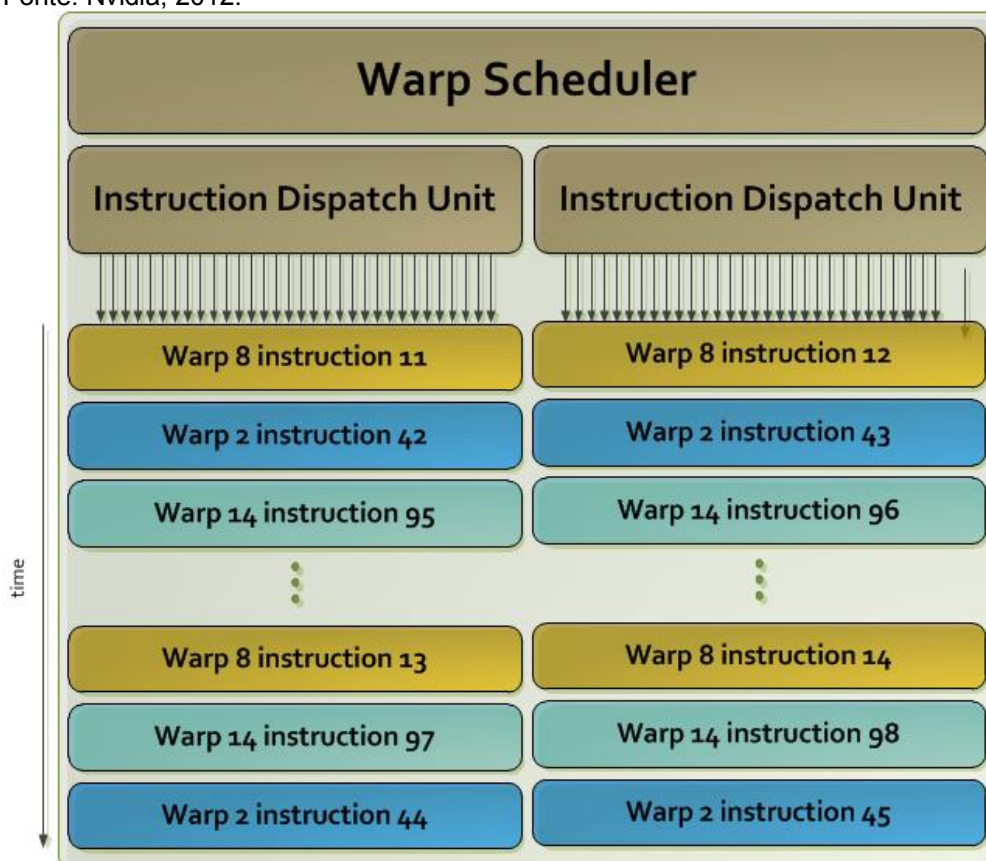 Fonte: Nvidia, 2012.
Warp Scheduler
Instruction Dispatch Unit
Instruction Dispatch Unit
Warp 8 instruction 11
Warp 8 instruction 12
Warp 2 instruction 42
Warp 2 instruction 43
Warp 14 instruction 95
Warp 14 instruction 96
time
Warp 8 instruction 13
Warp 8 instruction 14
Warp 14 instruction 97
Warp 14 instruction 98
Warp 2 instruction 44
Warp 2 instruction 45